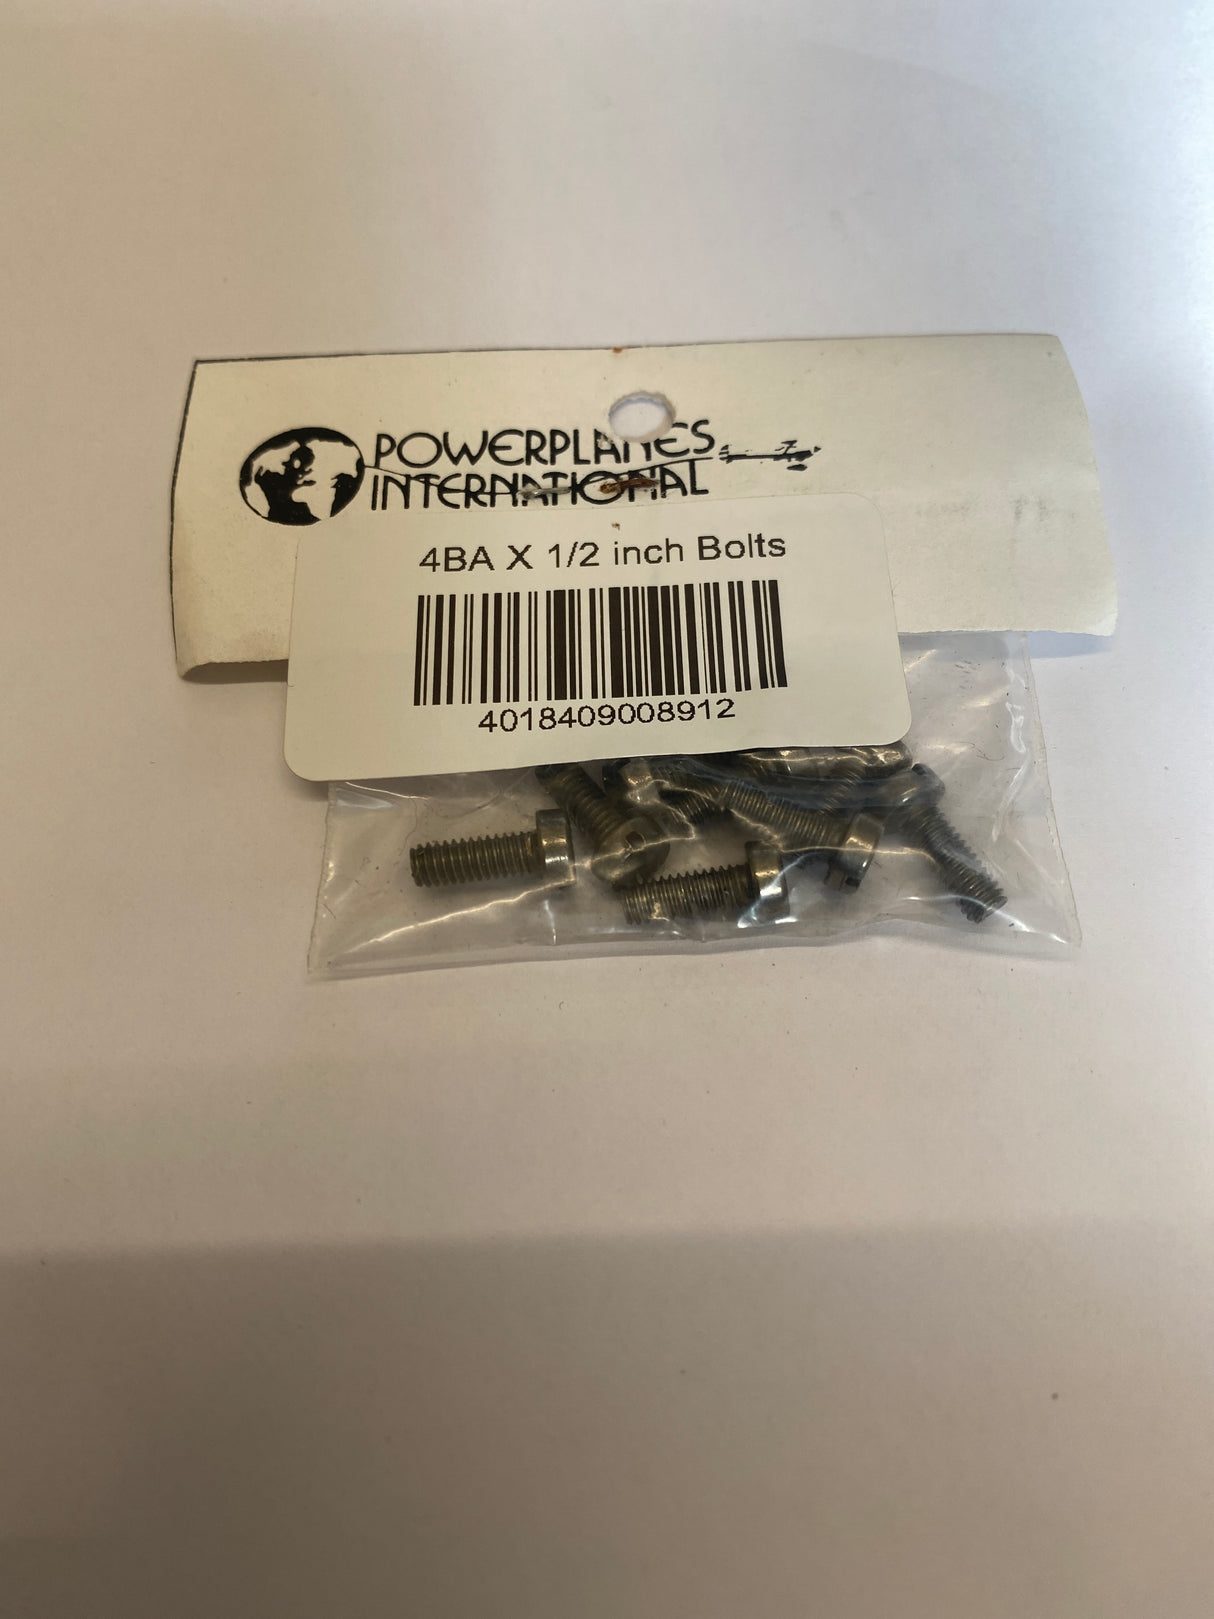 POWERPLANES
INTERNATIONAL
4BA X 1/2 inch Bolts
4018409008912